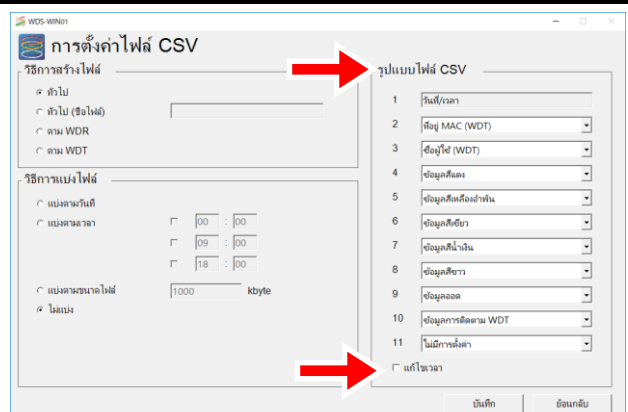 WDS-WIN01
การตั้งค่าไฟล์ CSV
วิธีการสร้างไฟล์
ทั่วไป
ทั่วไป (ชื่อไฟล์)
ตาม WDR
ตาม WDT
วิธีการแบ่งไฟล์
แบ่งตามวันที่
แบ่งตามเวลา 00 : 00
09 : 00
18 : 00
แบ่งตามขนาดไฟล์ 1000 kbyte
ไม่แบ่ง
รูปแบบไฟล์ CSV
1 วันที่/เวลา
2 ที่อยู่ MAC (WDT)
3 ชื่อผู้ใช้ (WDT)
4 ข้อมูลสีแดง
5 ข้อมูลสีเหลืองอำพัน
6 ข้อมูลสีเขียว
7 ข้อมูลสีน้ำเงิน
8 ข้อมูลสีขาว
9 ข้อมูลออด
10 ข้อมูลการติดตาม WDT
11 ไม่มีการตั้งค่า
แก้ไขเวลา
บันทึก ย้อนกลับ